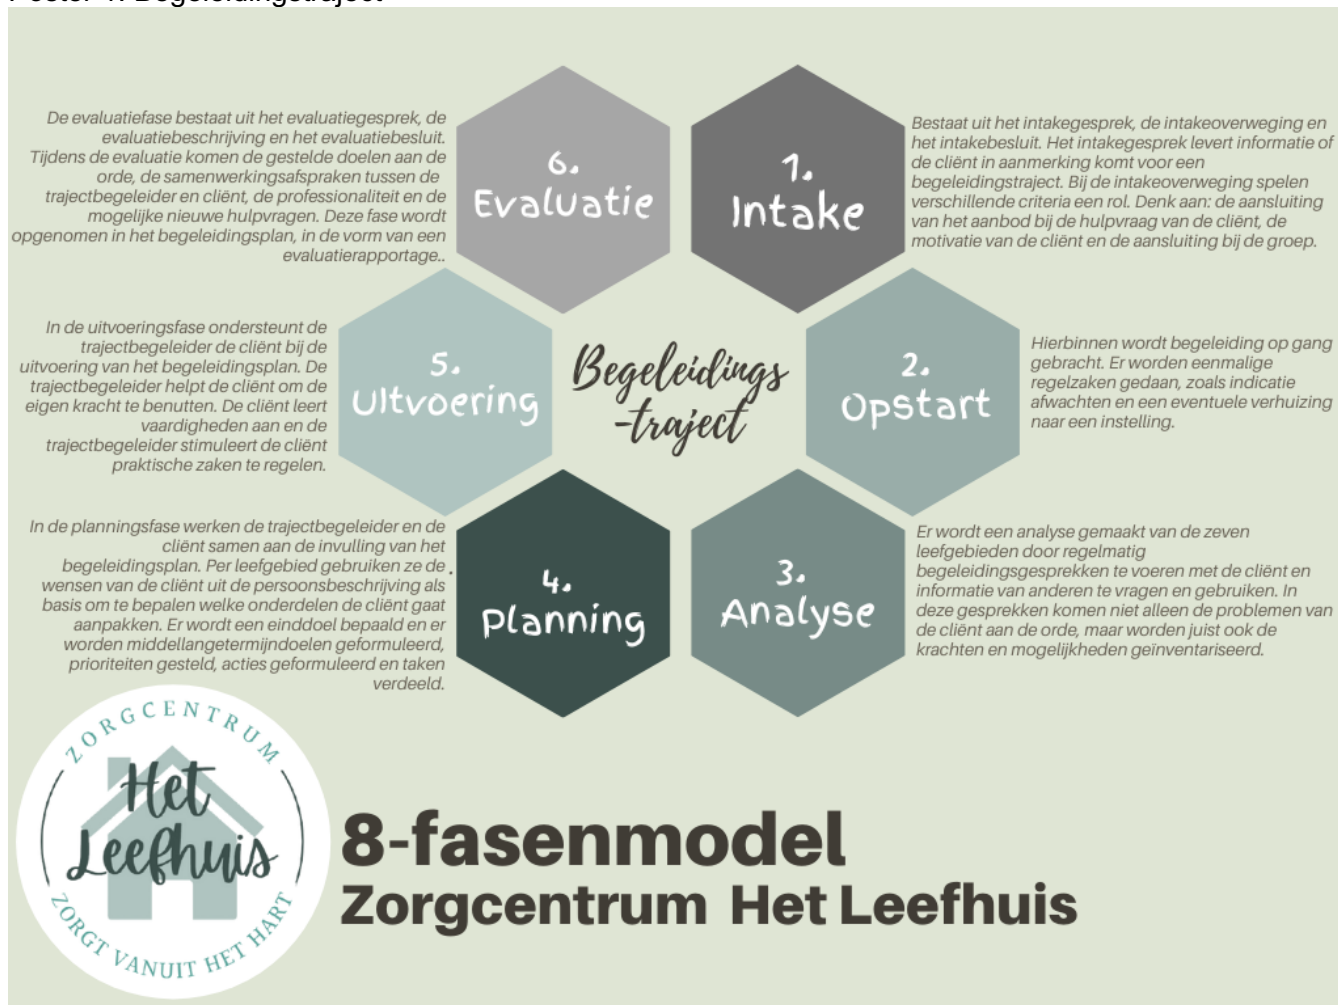 Poster 1: Begeleidingstraject
1.
Intake
Bestaat uit het intakegesprek, de intakeoverweging en
het intakebesluit. Het intakegesprek levert informatie of
de cliënt in aanmerking komt voor een
begeleidingstraject. Bij de intakeoverweging spelen
verschillende criteria een rol. Denk aan: de aansluiting
van het aanbod bij de hulpvraag van de cliënt, de
motivatie van de cliënt en de aansluiting bij de groep.
2.
Opstart
Hierbinnen wordt begeleiding op gang
gebracht. Er worden eenmalige
regelzaken gedaan, zoals indicatie
afwachten en een eventuele verhuizing
naar een instelling.
3.
Analyse
Er wordt een analyse gemaakt van de zeven
leefgebieden door regelmatig
begeleidingsgesprekken te voeren met de cliënt en
informatie van anderen te vragen en gebruiken. In
deze gesprekken komen niet alleen de problemen van
de cliënt aan de orde, maar worden juist ook de
krachten en mogelijkheden geïnventariseerd.
4.
Planning
In de planningsfase werken de trajectbegeleider en de
cliënt samen aan de invulling van het
begeleidingsplan. Per leefgebied gebruiken ze de .
wensen van de cliënt uit de persoonsbeschrijving als
basis om te bepalen welke onderdelen de cliënt gaat
aanpakken. Er wordt een einddoel bepaald en er
worden middellangetermijndoelen geformuleerd,
prioriteiten gesteld, acties geformuleerd en taken
verdeeld.
5.
Uitvoering
In de uitvoeringsfase ondersteunt de
trajectbegeleider de cliënt bij de
uitvoering van het begeleidingsplan. De
trajectbegeleider helpt de cliënt om de
eigen kracht te benutten. De cliënt leert
vaardigheden aan en de
trajectbegeleider stimuleert de cliënt
praktische zaken te regelen.
6.
Evaluatie
De evaluatiefase bestaat uit het evaluatiegesprek, de
evaluatiebeschrijving en het evaluatiebesluit.
Tijdens de evaluatie komen de gestelde doelen aan de
orde, de samenwerkingsafspraken tussen de
trajectbegeleider en cliënt, de professionaliteit en de
mogelijke nieuwe hulpvragen. Deze fase wordt
opgenomen in het begeleidingsplan, in de vorm van een
evaluatierapportage..
Begeleidings
-traject
ZORGCENTRUM
Het
Leefhuis
ZORGT VANUIT HET HART
8-fasenmodel
Zorgcentrum Het Leefhuis